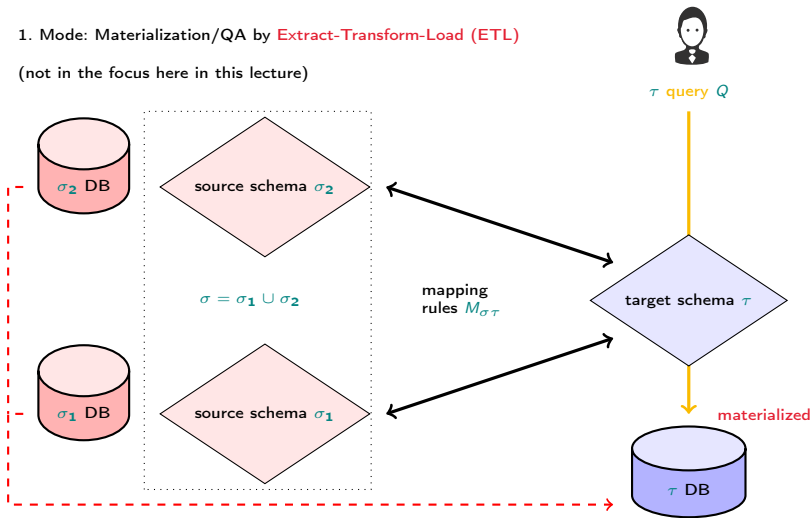 1. Mode: Materialization/QA by Extract-Transform-Load (ETL)
(not in the focus here in this lecture)
τ query Q
σ₂ DB
source schema σ₂
σ = σ₁ ∪ σ₂
mapping
rules M_στ
target schema τ
σ₁ DB
source schema σ₁
materialized
τ DB